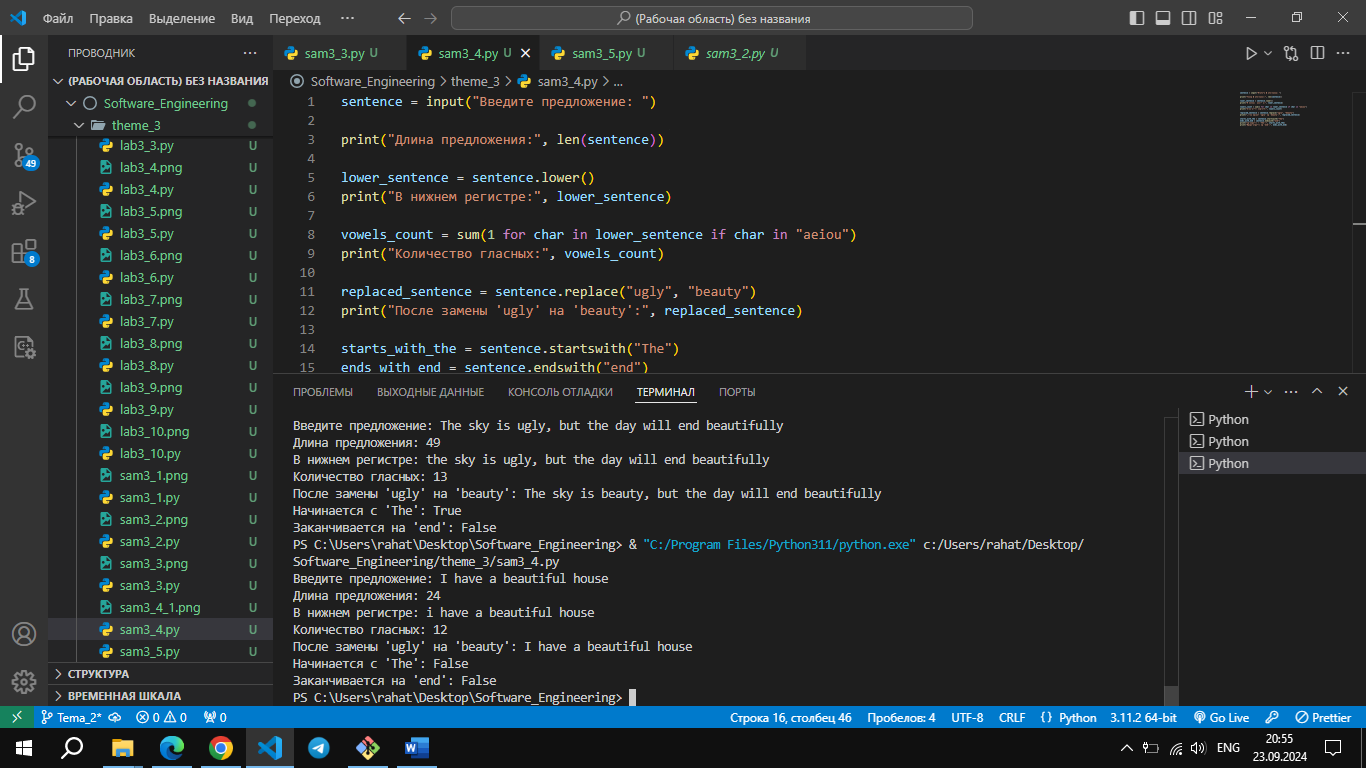 Файл Правка Выделение Вид Переход ··· (Рабочая область) без названия
ПРОВОДНИК ···
(РАБОЧАЯ ОБЛАСТЬ) БЕЗ НАЗВАНИЯ
Software_Engineering
theme_3
lab3_3.py U
lab3_4.png U
lab3_4.py U
lab3_5.png U
lab3_5.py U
lab3_6.png U
lab3_6.py U
lab3_7.png U
lab3_7.py U
lab3_8.png U
lab3_8.py U
lab3_9.png U
lab3_9.py U
lab3_10.png U
lab3_10.py U
sam3_1.png U
sam3_1.py U
sam3_2.png U
sam3_2.py U
sam3_3.png U
sam3_3.py U
sam3_4_1.png U
sam3_4.py U
sam3_5.py U
СТРУКТУРА
ВРЕМЕННАЯ ШКАЛА
49
8
sam3_3.py U sam3_4.py U sam3_5.py U sam3_2.py U
Software_Engineering > theme_3 > sam3_4.py > ...
1 sentence = input("Введите предложение: ")
2
3 print("Длина предложения:", len(sentence))
4
5 lower_sentence = sentence.lower()
6 print("В нижнем регистре:", lower_sentence)
7
8 vowels_count = sum(1 for char in lower_sentence if char in "aeiou")
9 print("Количество гласных:", vowels_count)
10
11 replaced_sentence = sentence.replace("ugly", "beauty")
12 print("После замены 'ugly' на 'beauty':", replaced_sentence)
13
14 starts_with_the = sentence.startswith("The")
15 ends_with_end = sentence.endswith("end")
ПРОБЛЕМЫ ВЫХОДНЫЕ ДАННЫЕ КОНСОЛЬ ОТЛАДКИ ТЕРМИНАЛ ПОРТЫ
Введите предложение: The sky is ugly, but the day will end beautifully
Длина предложения: 49
В нижнем регистре: the sky is ugly, but the day will end beautifully
Количество гласных: 13
После замены 'ugly' на 'beauty': The sky is beauty, but the day will end beautifully
Начинается с 'The': True
Заканчивается на 'end': False
PS C:\Users\rahat\Desktop\Software_Engineering> & "C:/Program Files/Python311/python.exe" c:/Users/rahat/Desktop/
Software_Engineering/theme_3/sam3_4.py
Введите предложение: I have a beautiful house
Длина предложения: 24
В нижнем регистре: i have a beautiful house
Количество гласных: 12
После замены 'ugly' на 'beauty': I have a beautiful house
Начинается с 'The': False
Заканчивается на 'end': False
PS C:\Users\rahat\Desktop\Software_Engineering>
Python
Python
Python
Tema_2* 0 0 0 Строка 16, столбец 46 Пробелов: 4 UTF-8 CRLF {} Python 3.11.2 64-bit Go Live Prettier
ENG
20:55
23.09.2024